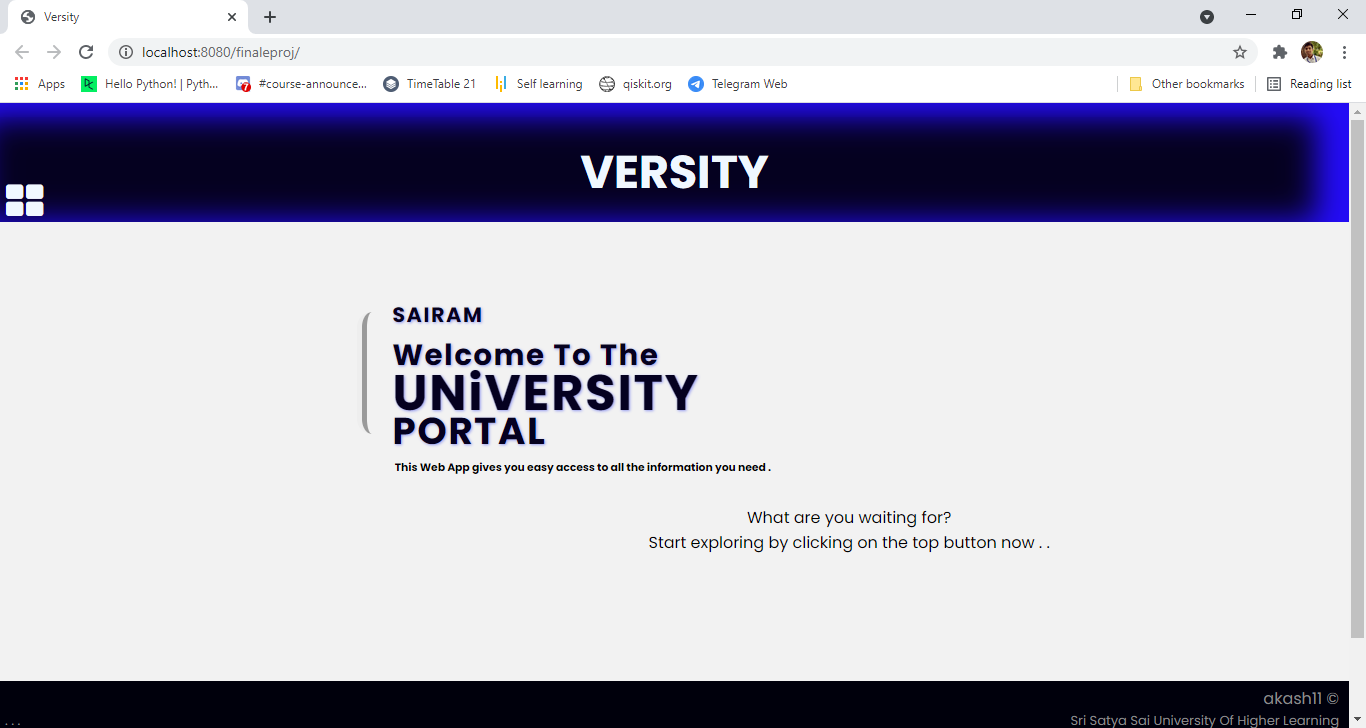 Versity
localhost:8080/finaleproj/
Apps
Hello Python! | Pyth...
#course-announce...
TimeTable 21
Self learning
qiskit.org
Telegram Web
Other bookmarks
Reading list
VERSITY
SAIRAM
Welcome To The
UNiVERSITY
PORTAL
This Web App gives you easy access to all the information you need .
What are you waiting for?
Start exploring by clicking on the top button now . .
akash11 ©
. . .
Sri Satya Sai University Of Higher Learning